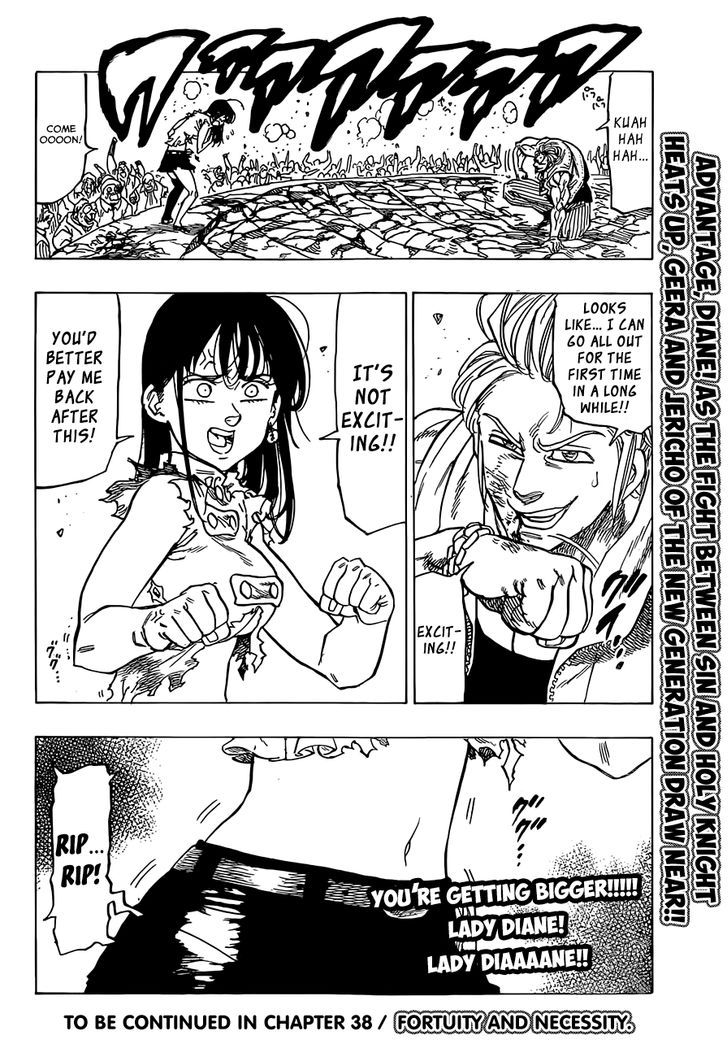 KUAH
HAH
HAH...
COME
OOOON!
ADVANTAGE, DIANE! AS THE FIGHT BETWEEN SIN AND HOLY KNIGHT
HEATS UP, GEERA AND JERICHO OF THE NEW GENERATION DRAW NEAR!!
LOOKS
LIKE... I CAN
GO ALL OUT
FOR THE
FIRST TIME
IN A LONG
WHILE!!
EXCIT-
ING!!
IT'S
NOT
EXCIT-
ING!!
YOU'D
BETTER
PAY ME
BACK
AFTER
THIS!
RIP...
RIP!
YOU'RE GETTING BIGGER!!!!!
LADY DIANE!
LADY DIAAAANE!!
TO BE CONTINUED IN CHAPTER 38 / FORTUITY AND NECESSITY.